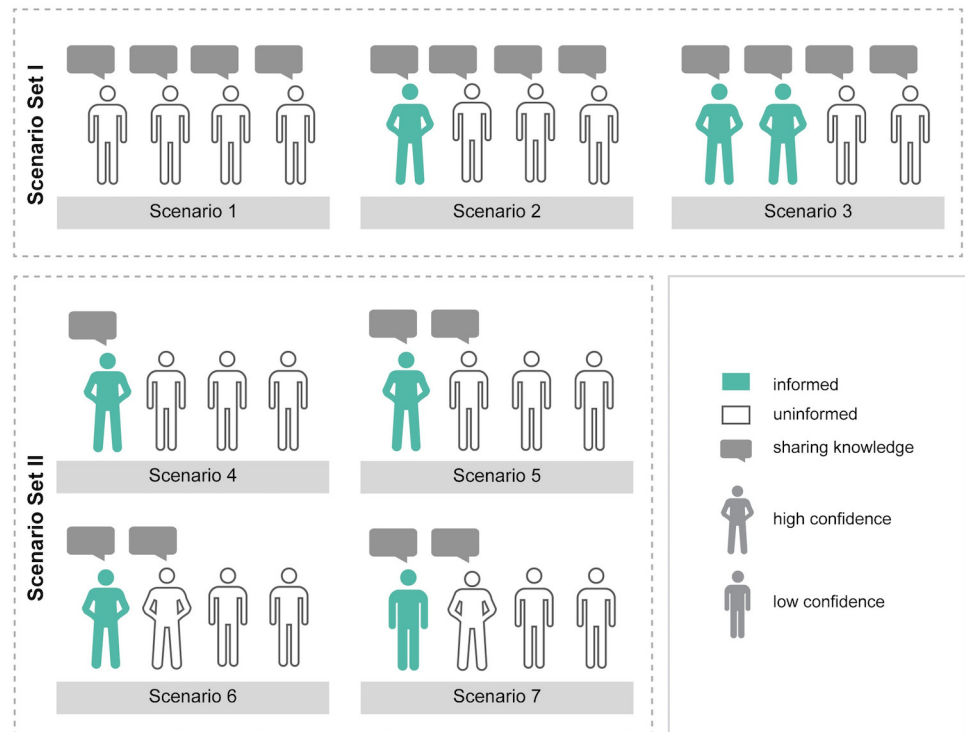 Scenario Set I
Scenario 1
Scenario 2
Scenario 3
Scenario Set II
Scenario 4
Scenario 5
Scenario 6
Scenario 7
informed
uninformed
sharing knowledge
high confidence
low confidence